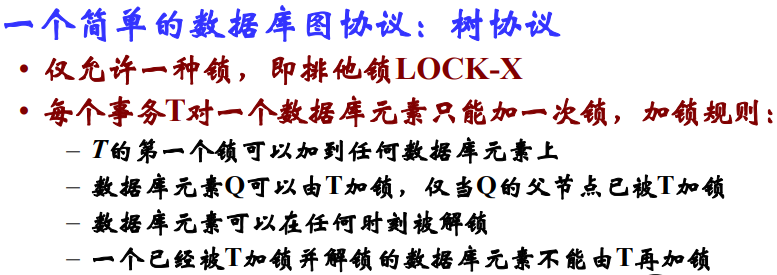 一个简单的数据库图协议：树协议
• 仅允许一种锁，即排他锁LOCK-X
• 每个事务T对一个数据库元素只能加一次锁，加锁规则：
– T的第一个锁可以加到任何数据库元素上
– 数据库元素Q可以由T加锁，仅当Q的父节点已被T加锁
– 数据库元素可以在任何时刻被解锁
– 一个已经被T加锁并解锁的数据库元素不能由T再加锁